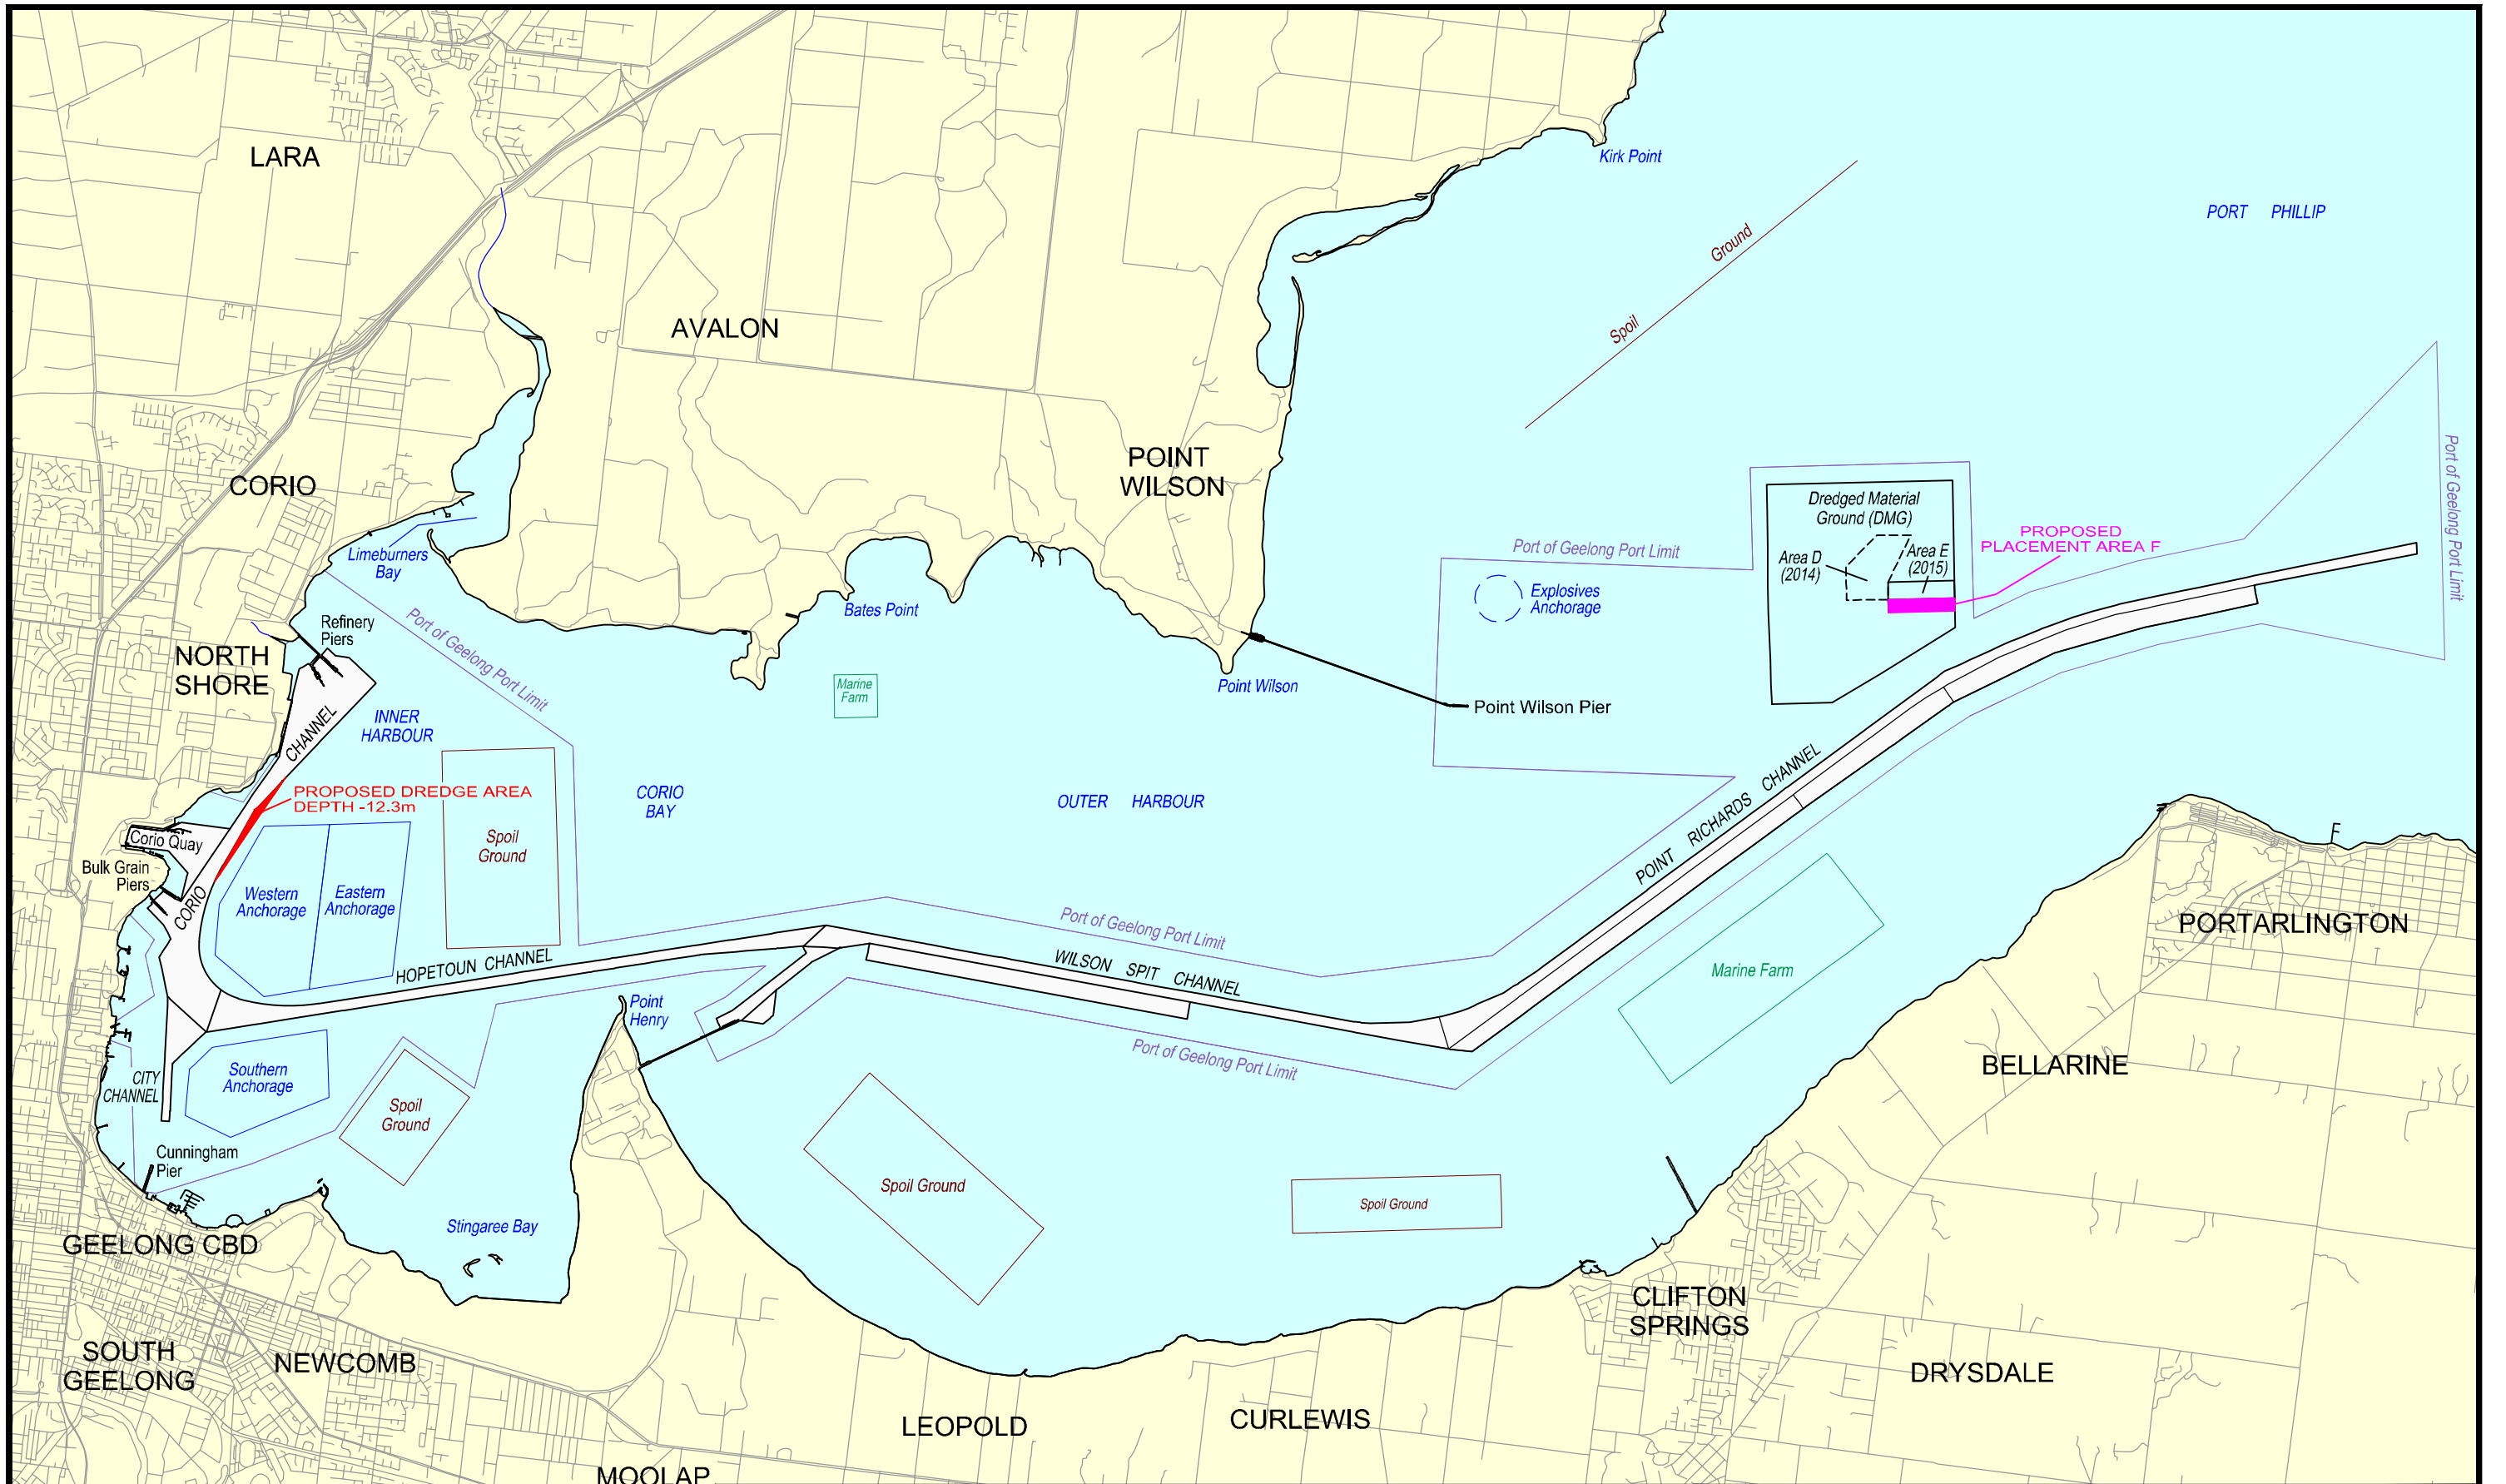 LARA
Kirk Point
PORT PHILLIP
Ground
Spoil
AVALON
POINT
WILSON
CORIO
Port of Geelong Port Limit
Dredged Material
Ground (DMG)
PROPOSED
PLACEMENT AREA F
Area D
(2014)
Area E
(2015)
Port of Geelong Port Limit
Explosives
Anchorage
Limeburners
Bay
Bates Point
Refinery
Piers
Port of Geelong Port Limit
NORTH
SHORE
Marine
Farm
Point Wilson
Point Wilson Pier
INNER
HARBOUR
CHANNEL
PROPOSED DREDGE AREA
DEPTH -12.3m
CORIO
BAY
OUTER HARBOUR
POINT RICHARDS CHANNEL
Corio Quay
Spoil
Ground
Bulk Grain
Piers
CORIO
Western
Anchorage
Eastern
Anchorage
Port of Geelong Port Limit
PORTARLINGTON
HOPETOUN CHANNEL
WILSON SPIT CHANNEL
Marine Farm
Point
Henry
Port of Geelong Port Limit
BELLARINE
CITY
CHANNEL
Southern
Anchorage
Spoil
Ground
Cunningham
Pier
Spoil Ground
Spoil Ground
Stingaree Bay
GEELONG CBD
CLIFTON
SPRINGS
SOUTH
GEELONG
NEWCOMB
DRYSDALE
LEOPOLD
CURLEWIS
MOOLAP